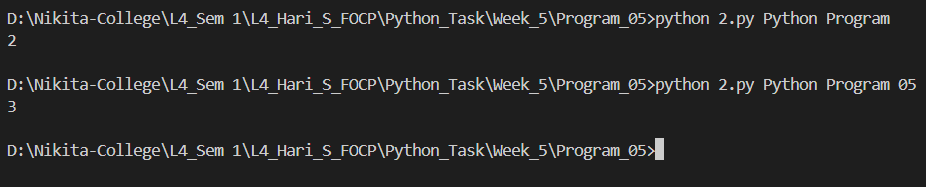 D:\Nikita-College\L4_Sem 1\L4_Hari_S_FOCP\Python_Task\Week_5\Program_05>python 2.py Python Program
2
D:\Nikita-College\L4_Sem 1\L4_Hari_S_FOCP\Python_Task\Week_5\Program_05>python 2.py Python Program 05
3
D:\Nikita-College\L4_Sem 1\L4_Hari_S_FOCP\Python_Task\Week_5\Program_05>